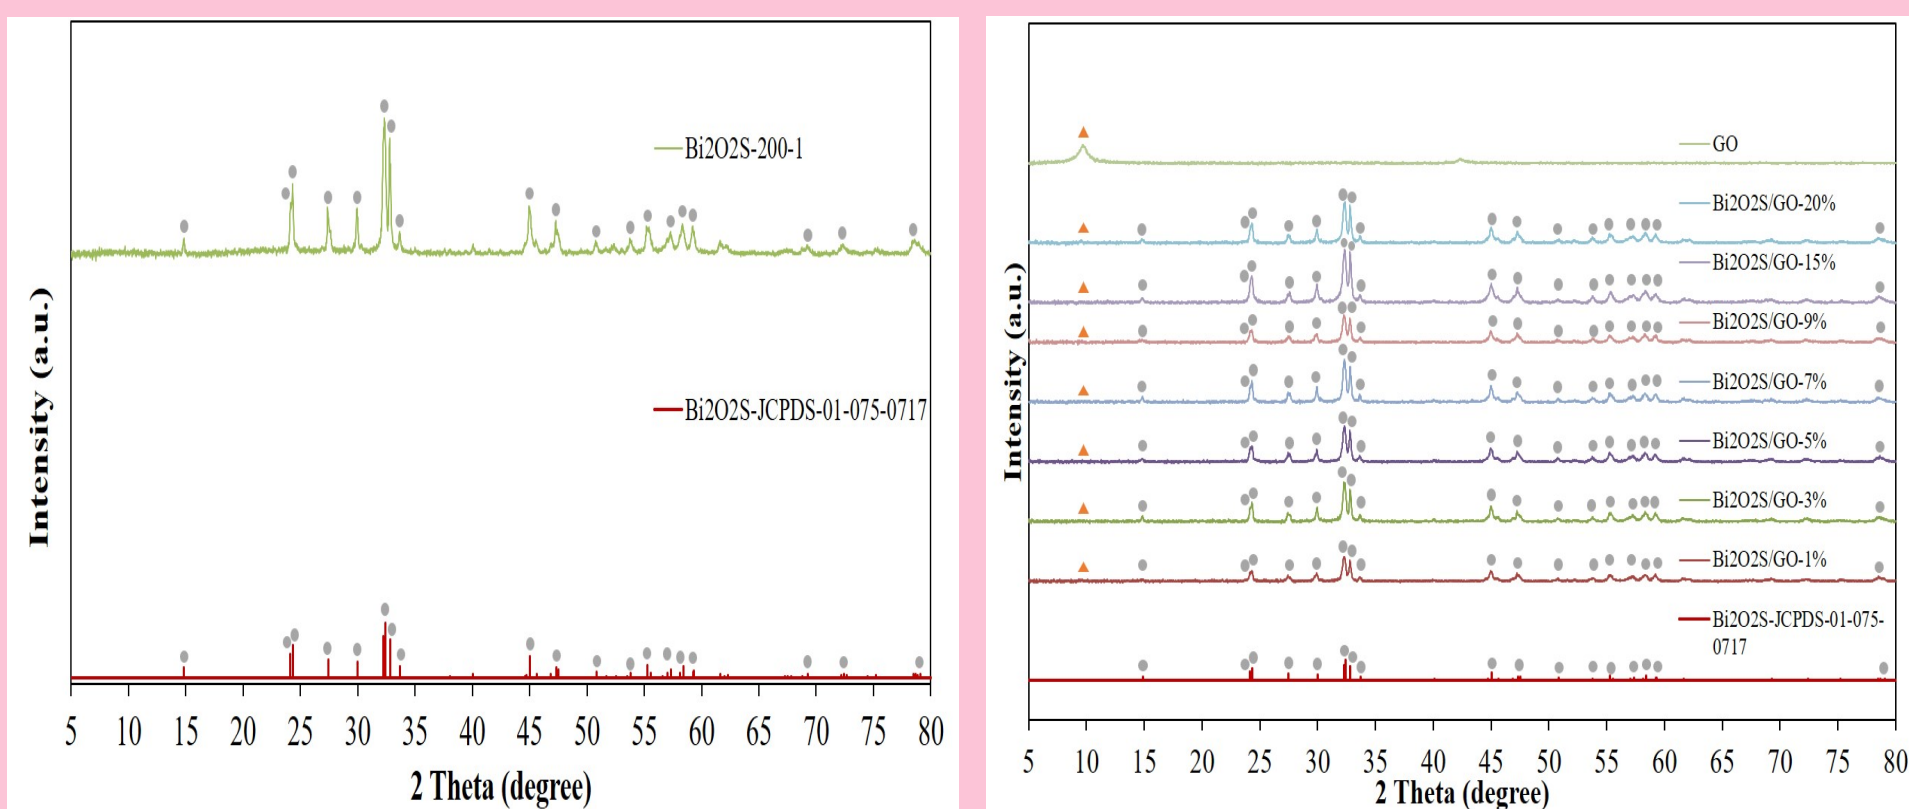 Intensity (a.u.)
Bi2O2S-200-1
Bi2O2S-JCPDS-01-075-0717
5 10 15 20 25 30 35 40 45 50 55 60 65 70 75 80
2 Theta (degree)
Intensity (a.u.)
GO
Bi2O2S/GO-20%
Bi2O2S/GO-15%
Bi2O2S/GO-9%
Bi2O2S/GO-7%
Bi2O2S/GO-5%
Bi2O2S/GO-3%
Bi2O2S/GO-1%
Bi2O2S-JCPDS-01-075-
0717
5 10 15 20 25 30 35 40 45 50 55 60 65 70 75 80
2 Theta (degree)